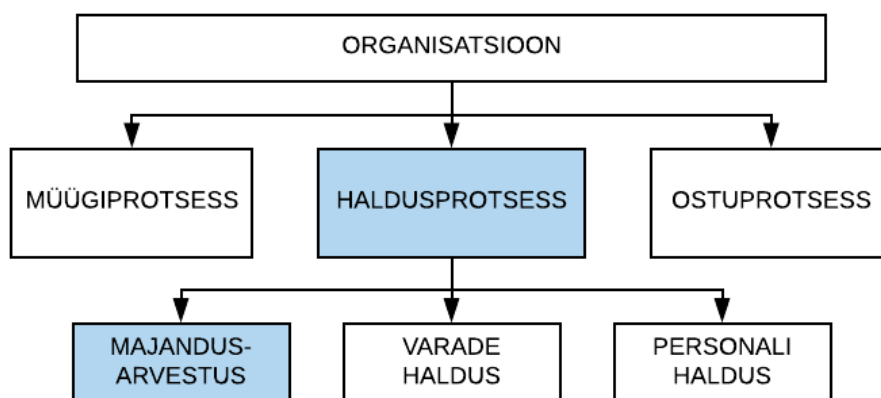 ORGANISATSIOON
MÜÜGIPROTSESS
HALDUSPROTSESS
OSTUPROTSESS
MAJANDUS-
ARVESTUS
VARADE
HALDUS
PERSONALI
HALDUS